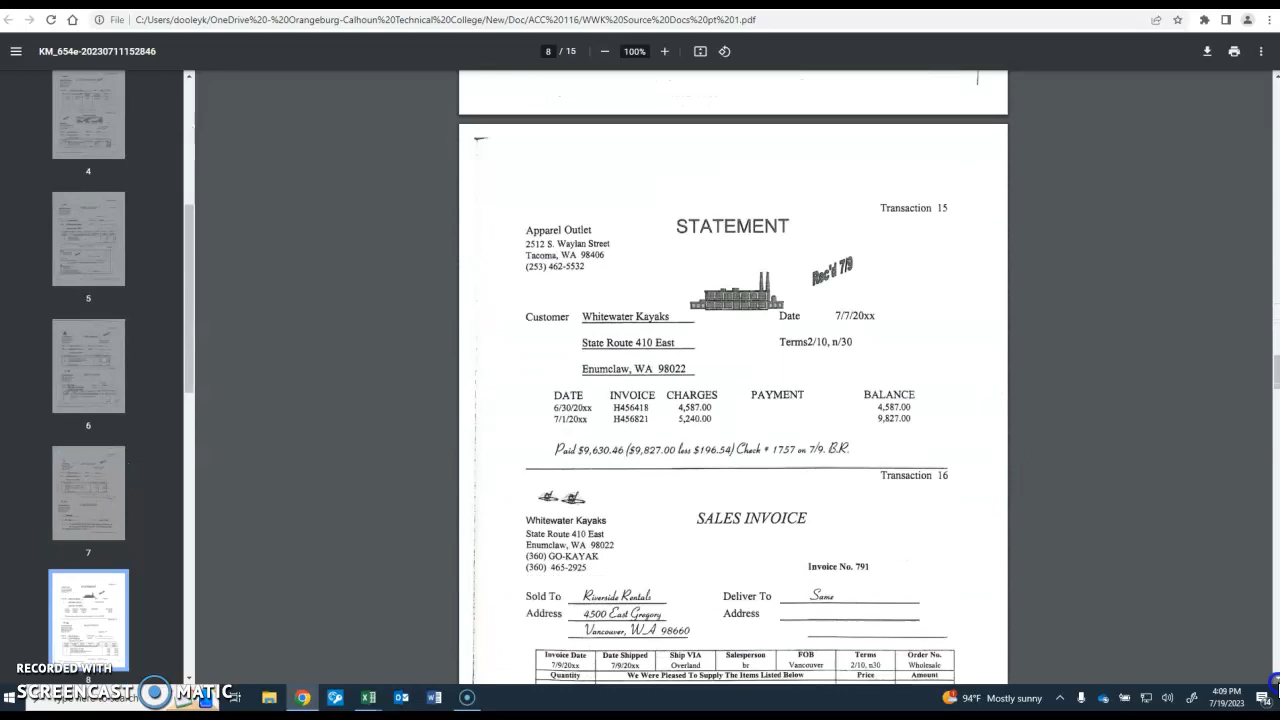 File C:/Users/dooleyk/OneDrive%20-%20Orangeburg-Calhoun%20Technical%20College/New/Doc/ACC%20116/WWK%20Source%20Docs%20pt%201.pdf
KM_654e-20230711152846
8 / 15
100%
4
5
6
7
8
Transaction 15
STATEMENT
Apparel Outlet
2512 S. Waylan Street
Tacoma, WA 98406
(253) 462-5532
Rec'd 7/9
Customer Whitewater Kayaks Date 7/7/20xx
State Route 410 East Terms2/10, n/30
Enumclaw, WA 98022
DATE INVOICE CHARGES PAYMENT BALANCE
6/30/20xx H456418 4,587.00 4,587.00
7/1/20xx H456821 5,240.00 9,827.00
Paid $9,630.46 ($9,827.00 less $196.54) Check # 1757 on 7/9. B.R.
Transaction 16
Whitewater Kayaks
SALES INVOICE
State Route 410 East
Enumclaw, WA 98022
(360) GO-KAYAK
(360) 465-2925
Invoice No. 791
Sold To Riverside Rentals Deliver To Same
Address 4500 East Gregory Address
Vancouver, WA 98660
Invoice Date Date Shipped Ship VIA Salesperson FOB Terms Order No.
7/9/20xx 7/9/20xx Overland br Vancouver 2/10, n30 Wholesale
Quantity We Were Pleased To Supply The Items Listed Below Price Amount
RECORDED WITH
SCREENCAST MATIC
94°F Mostly sunny
4:09 PM
7/19/2023